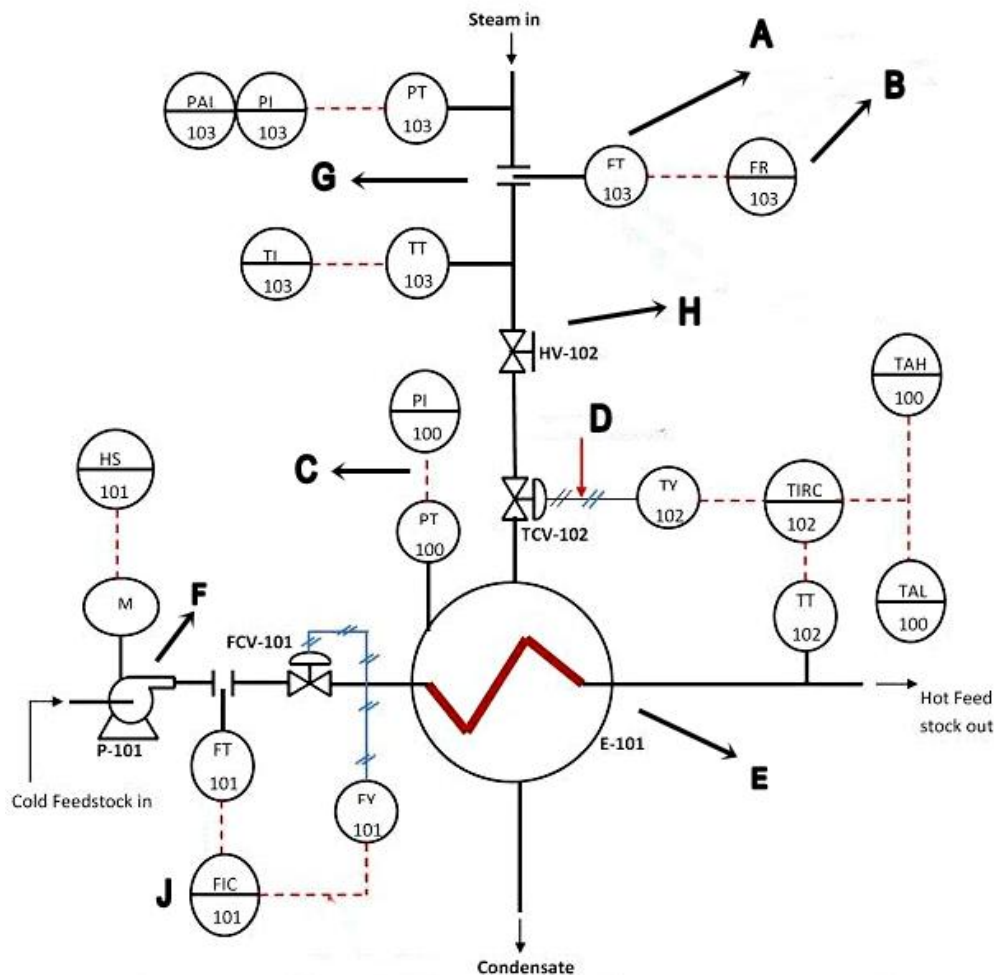 Steam in
A
B
PAL
103
PI
103
PT
103
G
FT
103
FR
103
TI
103
TT
103
H
HV-102
TAH
100
PI
100
D
HS
101
C
TY
102
TIRC
102
PT
100
TCV-102
M
F
FCV-101
TT
102
TAL
100
P-101
E-101
Hot Feed
stock out
FT
101
E
Cold Feedstock in
FY
101
J
FIC
101
Condensate